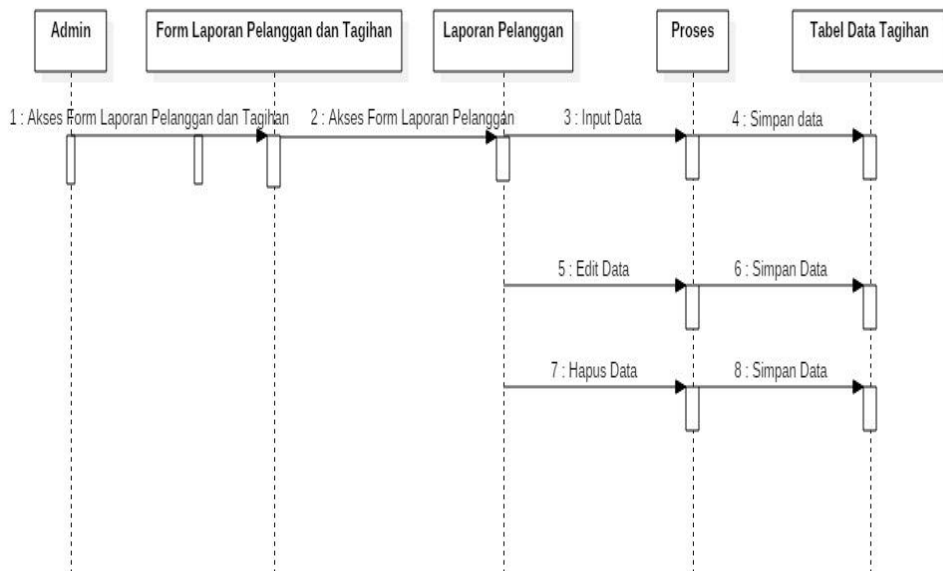 Admin
Form Laporan Pelanggan dan Tagihan
Laporan Pelanggan
Proses
Tabel Data Tagihan
1 : Akses Form Laporan Pelanggan dan Tagihan
2 : Akses Form Laporan Pelanggan
3 : Input Data
4 : Simpan data
5 : Edit Data
6 : Simpan Data
7 : Hapus Data
8 : Simpan Data